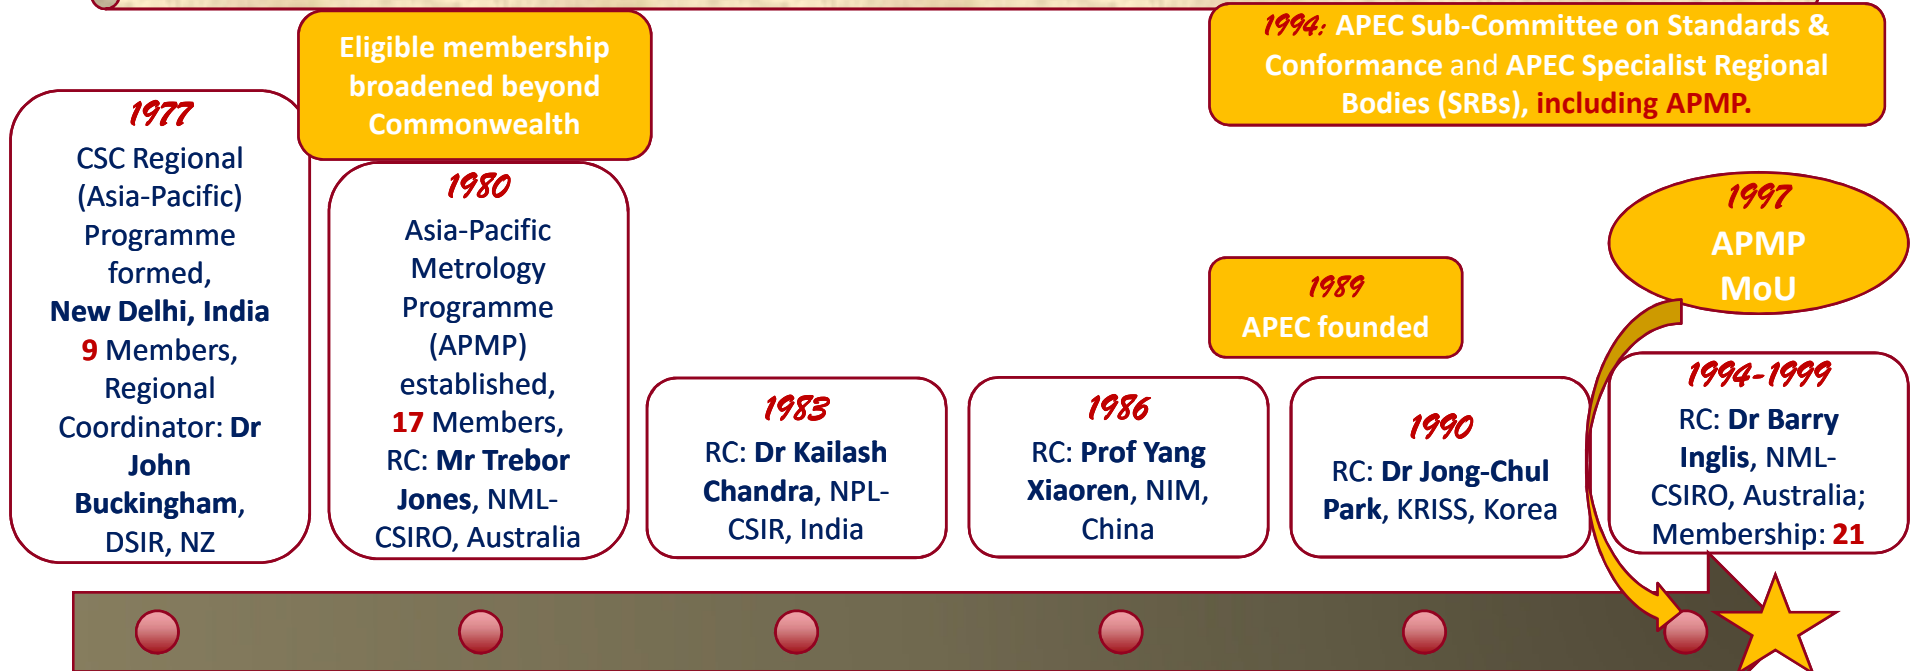 1977
CSC Regional
(Asia-Pacific)
Programme
formed,
New Delhi, India
9 Members,
Regional
Coordinator: Dr
John
Buckingham,
DSIR, NZ
Eligible membership
broadened beyond
Commonwealth
1980
Asia-Pacific
Metrology
Programme
(APMP)
established,
17 Members,
RC: Mr Trebor
Jones, NML-
CSIRO, Australia
1983
RC: Dr Kailash
Chandra, NPL-
CSIR, India
1986
RC: Prof Yang
Xiaoren, NIM,
China
1989
APEC founded
1990
RC: Dr Jong-Chul
Park, KRISS, Korea
1994: APEC Sub-Committee on Standards &
Conformance and APEC Specialist Regional
Bodies (SRBs), including APMP.
1997
APMP
MoU
1994-1999
RC: Dr Barry
Inglis, NML-
CSIRO, Australia;
Membership: 21